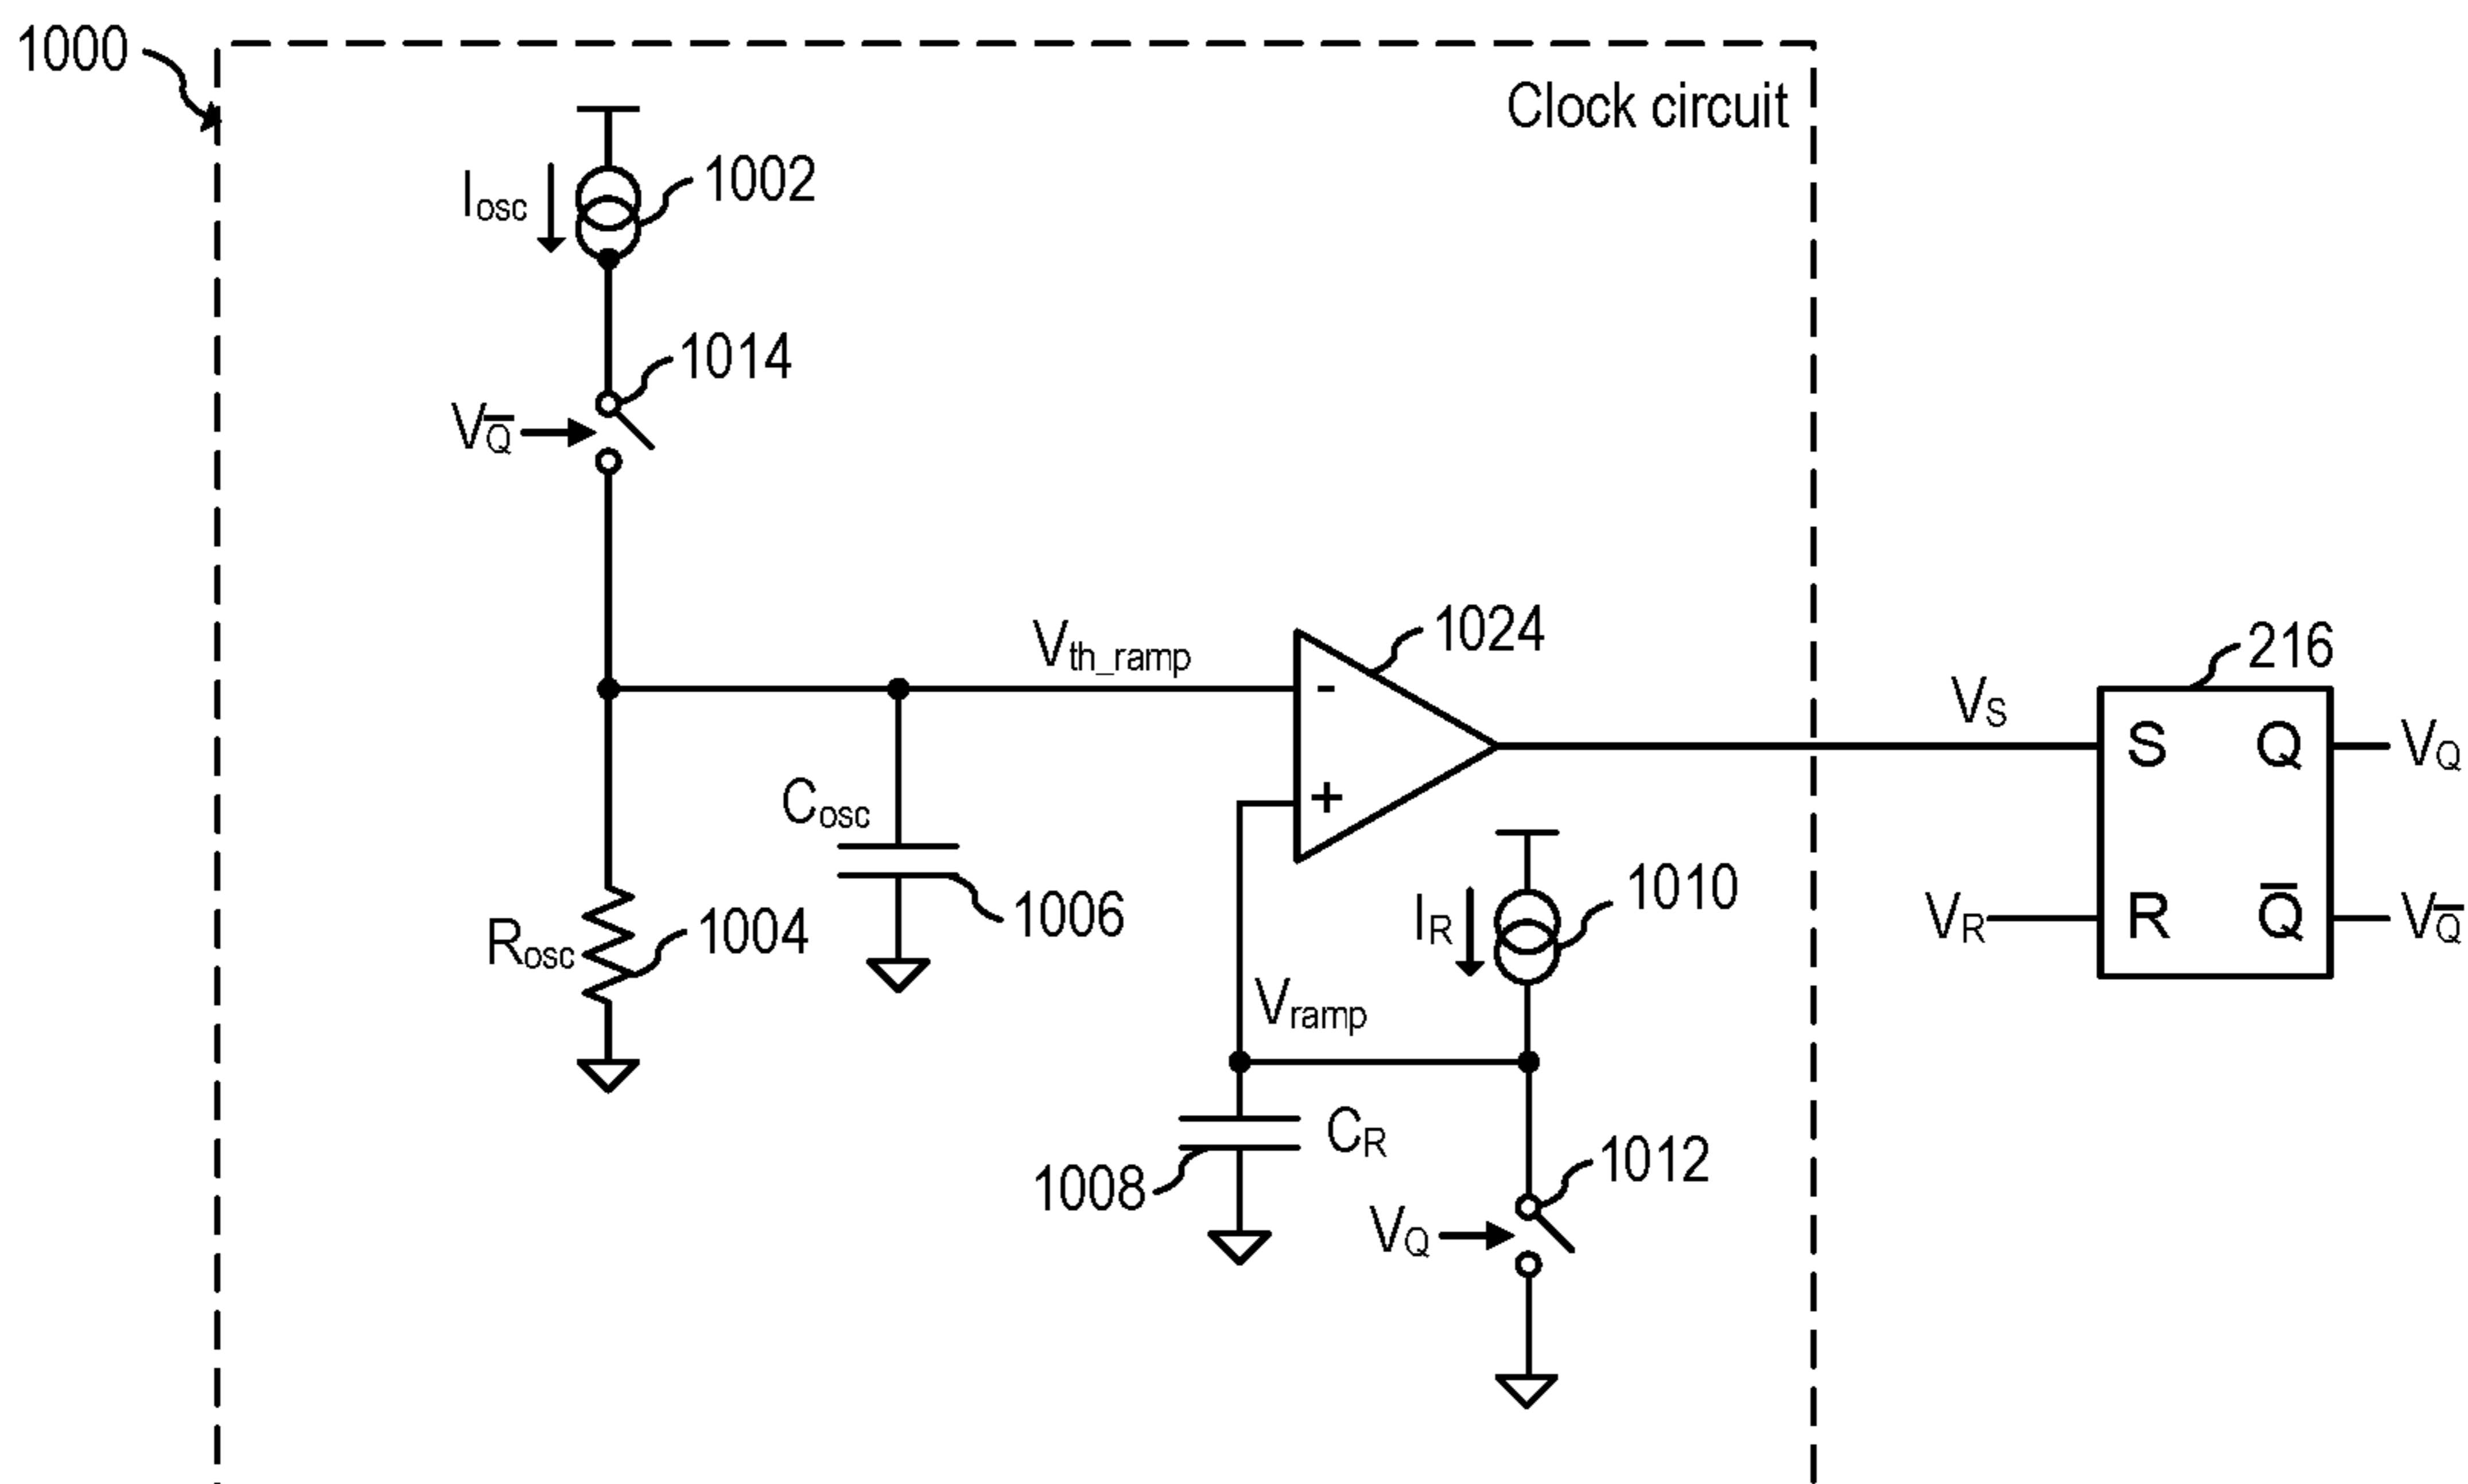 1000
Clock circuit
Iosc
1002
1014
VQ̅
Vth_ramp
1024
216
VS
S
Q
VQ
Cosc
-
+
1010
IR
1006
Rosc
1004
VR
R
Q̅
VQ̅
Vramp
CR
1008
1012
VQ